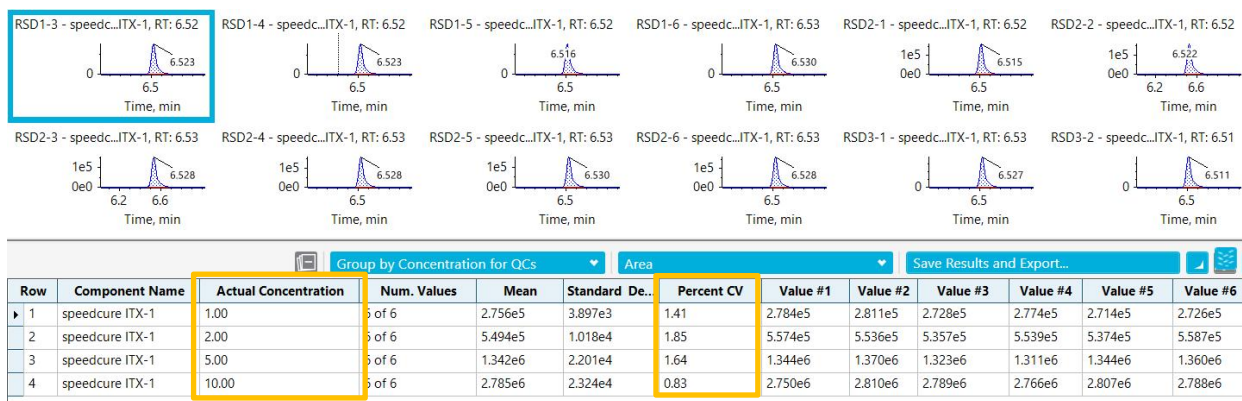 RSD1-3 - speedc...ITX-1, RT: 6.52 RSD1-4 - speedc...ITX-1, RT: 6.52 RSD1-5 - speedc...ITX-1, RT: 6.52 RSD1-6 - speedc...ITX-1, RT: 6.53 RSD2-1 - speedc...ITX-1, RT: 6.52 RSD2-2 - speedc...ITX-1, RT: 6.52
6.523 6.523 6.516 6.530 1e5 6.515 1e5 6.522
0 0 0 0 0e0 0e0
6.5 6.5 6.5 6.5 6.5 6.2 6.6
Time, min Time, min Time, min Time, min Time, min Time, min
RSD2-3 - speedc...ITX-1, RT: 6.53 RSD2-4 - speedc...ITX-1, RT: 6.53 RSD2-5 - speedc...ITX-1, RT: 6.53 RSD2-6 - speedc...ITX-1, RT: 6.53 RSD3-1 - speedc...ITX-1, RT: 6.53 RSD3-2 - speedc...ITX-1, RT: 6.51
1e5 6.528 1e5 6.528 1e5 6.530 1e5 6.528 6.527 6.511
0e0 0e0 0e0 0e0 0 0
6.2 6.6 6.5 6.5 6.5 6.5 6.5
Time, min Time, min Time, min Time, min Time, min Time, min
Group by Concentration for QCs Area Save Results and Export...
Row Component Name Actual Concentration Num. Values Mean Standard De... Percent CV Value #1 Value #2 Value #3 Value #4 Value #5 Value #6
1 speedcure ITX-1 1.00 of 6 2.756e5 3.897e3 1.41 2.784e5 2.811e5 2.728e5 2.774e5 2.714e5 2.726e5
2 speedcure ITX-1 2.00 of 6 5.494e5 1.018e4 1.85 5.574e5 5.536e5 5.357e5 5.539e5 5.374e5 5.587e5
3 speedcure ITX-1 5.00 of 6 1.342e6 2.201e4 1.64 1.344e6 1.370e6 1.323e6 1.311e6 1.344e6 1.360e6
4 speedcure ITX-1 10.00 of 6 2.785e6 2.324e4 0.83 2.750e6 2.810e6 2.789e6 2.766e6 2.807e6 2.788e6